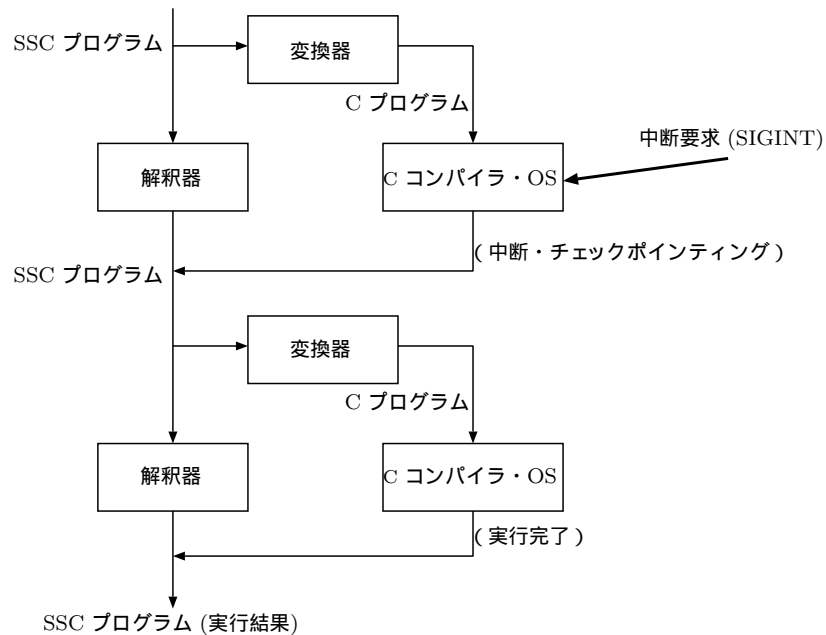 SSC プログラム
変換器
C プログラム
中断要求 (SIGINT)
解釈器
C コンパイラ・OS
(中断・チェックポインティング)
SSC プログラム
変換器
C プログラム
解釈器
C コンパイラ・OS
(実行完了)
SSC プログラム (実行結果)